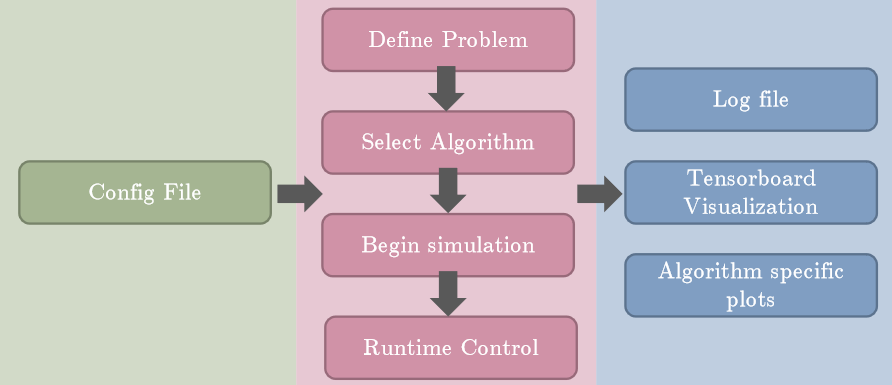 Config File
Define Problem
Select Algorithm
Begin simulation
Runtime Control
Log file
Tensorboard
Visualization
Algorithm specific
plots